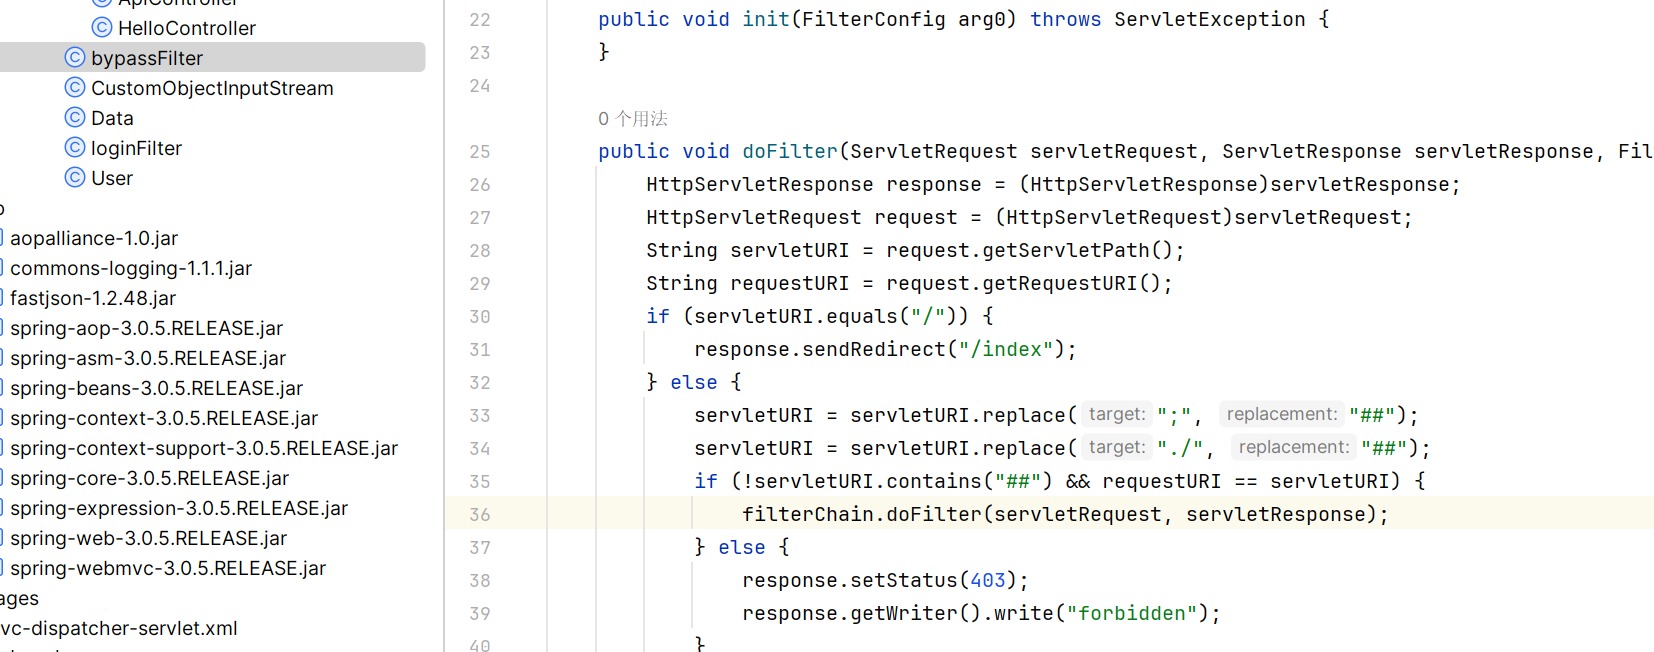 ApiController
HelloController
bypassFilter
CustomObjectInputStream
Data
loginFilter
User
aopalliance-1.0.jar
commons-logging-1.1.1.jar
fastjson-1.2.48.jar
spring-aop-3.0.5.RELEASE.jar
spring-asm-3.0.5.RELEASE.jar
spring-beans-3.0.5.RELEASE.jar
spring-context-3.0.5.RELEASE.jar
spring-context-support-3.0.5.RELEASE.jar
spring-core-3.0.5.RELEASE.jar
spring-expression-3.0.5.RELEASE.jar
spring-web-3.0.5.RELEASE.jar
spring-webmvc-3.0.5.RELEASE.jar
ages
vc-dispatcher-servlet.xml
22 public void init(FilterConfig arg0) throws ServletException {
23 }
24
0 个用法
25 public void doFilter(ServletRequest servletRequest, ServletResponse servletResponse, Fil
26 HttpServletResponse response = (HttpServletResponse)servletResponse;
27 HttpServletRequest request = (HttpServletRequest)servletRequest;
28 String servletURI = request.getServletPath();
29 String requestURI = request.getRequestURI();
30 if (servletURI.equals("/")) {
31 response.sendRedirect("/index");
32 } else {
33 servletURI = servletURI.replace( target: ";", replacement: "##");
34 servletURI = servletURI.replace( target: "./", replacement: "##");
35 if (!servletURI.contains("##") && requestURI == servletURI) {
36 filterChain.doFilter(servletRequest, servletResponse);
37 } else {
38 response.setStatus(403);
39 response.getWriter().write("forbidden");
40 }